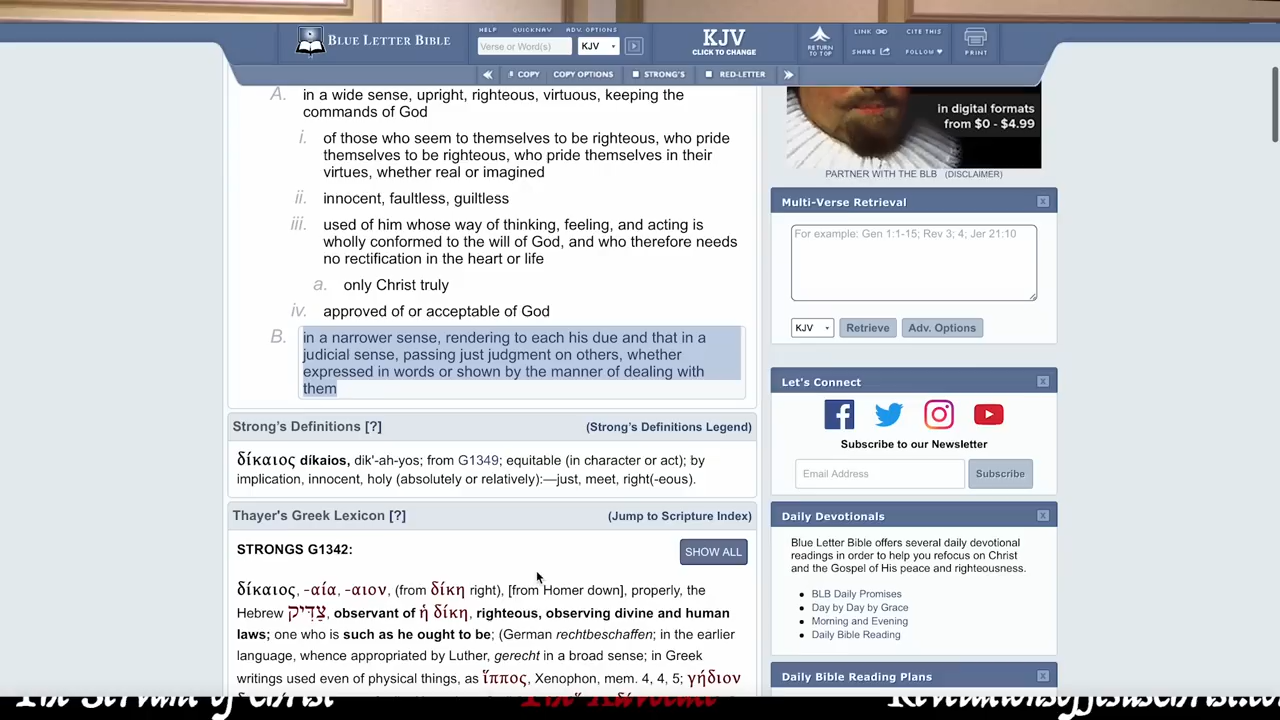 BLUE LETTER BIBLE
HELP QUICKNAV ADV. OPTIONS
Verse or Word(s) KJV
KJV
CLICK TO CHANGE
RETURN TO TOP
LINK CITE THIS
SHARE FOLLOW
PRINT
COPY COPY OPTIONS STRONG'S RED-LETTER
A. in a wide sense, upright, righteous, virtuous, keeping the
commands of God
i. of those who seem to themselves to be righteous, who pride
themselves to be righteous, who pride themselves in their
virtues, whether real or imagined
ii. innocent, faultless, guiltless
iii. used of him whose way of thinking, feeling, and acting is
wholly conformed to the will of God, and who therefore needs
no rectification in the heart or life
a. only Christ truly
iv. approved of or acceptable of God
B. in a narrower sense, rendering to each his due and that in a
judicial sense, passing just judgment on others, whether
expressed in words or shown by the manner of dealing with
them
Strong's Definitions [?] (Strong's Definitions Legend)
δίκαιος díkaios, dik'-ah-yos; from G1349; equitable (in character or act); by
implication, innocent, holy (absolutely or relatively):—just, meet, right(-eous).
Thayer's Greek Lexicon [?] (Jump to Scripture Index)
STRONGS G1342: SHOW ALL
δίκαιος, -αία, -αιον, (from δίκη right), [from Homer down], properly, the
Hebrew צַדִּיק, observant of ἡ δίκη, righteous, observing divine and human
laws; one who is such as he ought to be; (German rechtbeschaffen; in the earlier
language, whence appropriated by Luther, gerecht in a broad sense; in Greek
writings used even of physical things, as ἵππος, Xenophon, mem. 4, 4, 5; γήδιον
in digital formats
from $0 - $4.99
PARTNER WITH THE BLB (DISCLAIMER)
Multi-Verse Retrieval x
For example: Gen 1:1-15; Rev 3; 4; Jer 21:10
KJV Retrieve Adv. Options
Let's Connect x
Subscribe to our Newsletter
Email Address Subscribe
Daily Devotionals x
Blue Letter Bible offers several daily devotional
readings in order to help you refocus on Christ
and the Gospel of His peace and righteousness.
BLB Daily Promises
Day by Day by Grace
Morning and Evening
Daily Bible Reading
Daily Bible Reading Plans x
The Servant of Christ The Advocate RevelationsofJesusChrist.co